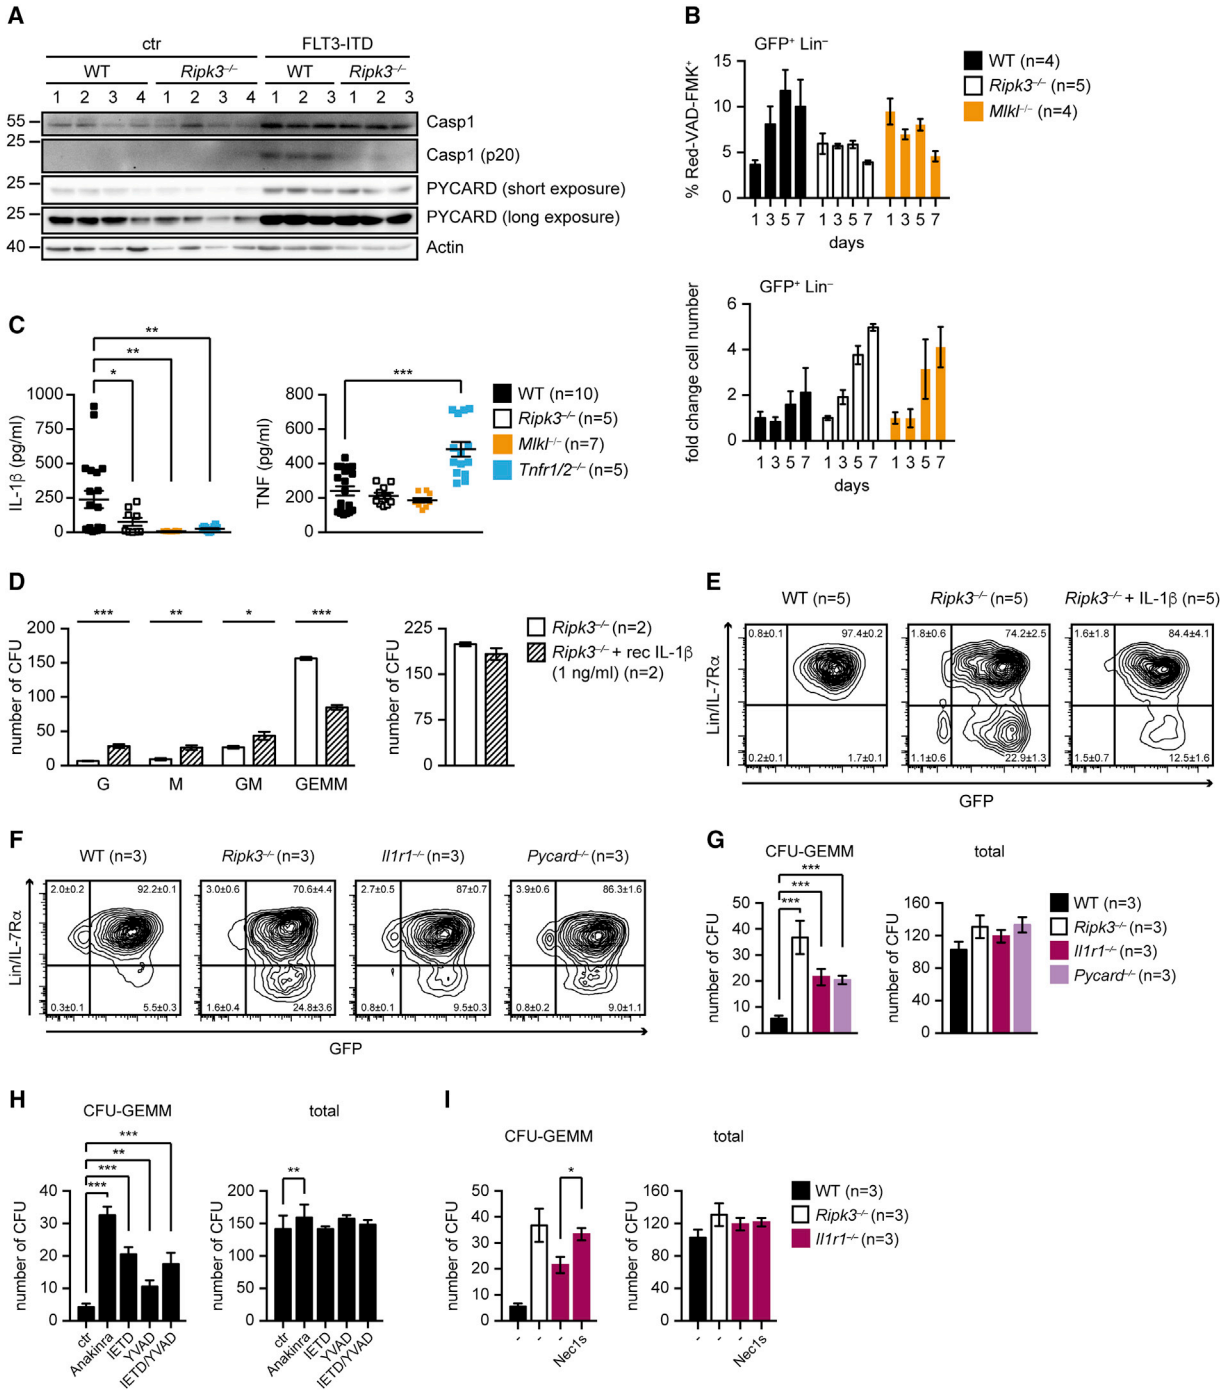 A
ctr FLT3-ITD
WT Ripk3–/– WT Ripk3–/–
1 2 3 4 1 2 3 4 1 2 3 1 2 3
55 Casp1
25 Casp1 (p20)
25 PYCARD (short exposure)
25 PYCARD (long exposure)
40 Actin
B
GFP+ Lin–
% Red-VAD-FMK+
15
10
5
0
1 3 5 7 1 3 5 7 1 3 5 7
days
WT (n=4)
Ripk3–/– (n=5)
Mlkl–/– (n=4)
GFP+ Lin–
fold change cell number
6
4
2
0
1 3 5 7 1 3 5 7 1 3 5 7
days
C
**
**
*
IL-1β (pg/ml)
1000
750
500
250
0
***
TNF (pg/ml)
800
600
400
200
0
WT (n=10)
Ripk3–/– (n=5)
Mlkl–/– (n=7)
Tnfr1/2–/– (n=5)
D
*** ** * ***
number of CFU
200
150
100
50
0
G M GM GEMM
number of CFU
225
150
75
0
Ripk3–/– (n=2)
Ripk3–/– + rec IL-1β
(1 ng/ml) (n=2)
E
WT (n=5) Ripk3–/– (n=5) Ripk3–/– + IL-1β (n=5)
Lin/IL-7Rα
0.8±0.1 97.4±0.2 1.8±0.6 74.2±2.5 1.6±1.8 84.4±4.1
0.2±0.1 1.7±0.1 1.1±0.6 22.9±1.3 1.5±0.7 12.5±1.6
GFP
F
WT (n=3) Ripk3–/– (n=3) Il1r1–/– (n=3) Pycard–/– (n=3)
Lin/IL-7Rα
2.0±0.2 92.2±0.1 3.0±0.6 70.6±4.4 2.7±0.5 87±0.7 3.9±0.6 86.3±1.6
0.3±0.1 5.5±0.3 1.6±0.4 24.8±3.6 0.8±0.1 9.5±0.3 0.8±0.2 9.0±1.1
GFP
G
CFU-GEMM
***
***
***
number of CFU
50
40
30
20
10
0
total
number of CFU
160
120
80
40
0
WT (n=3)
Ripk3–/– (n=3)
Il1r1–/– (n=3)
Pycard–/– (n=3)
H
CFU-GEMM
***
**
***
***
number of CFU
40
30
20
10
0
ctr Anakinra IETD YVAD IETD/YVAD
total
**
number of CFU
200
150
100
50
0
ctr Anakinra IETD YVAD IETD/YVAD
I
CFU-GEMM
*
number of CFU
50
40
30
20
10
0
- - - Nec1s
total
number of CFU
160
120
80
40
0
- - - Nec1s
WT (n=3)
Ripk3–/– (n=3)
Il1r1–/– (n=3)